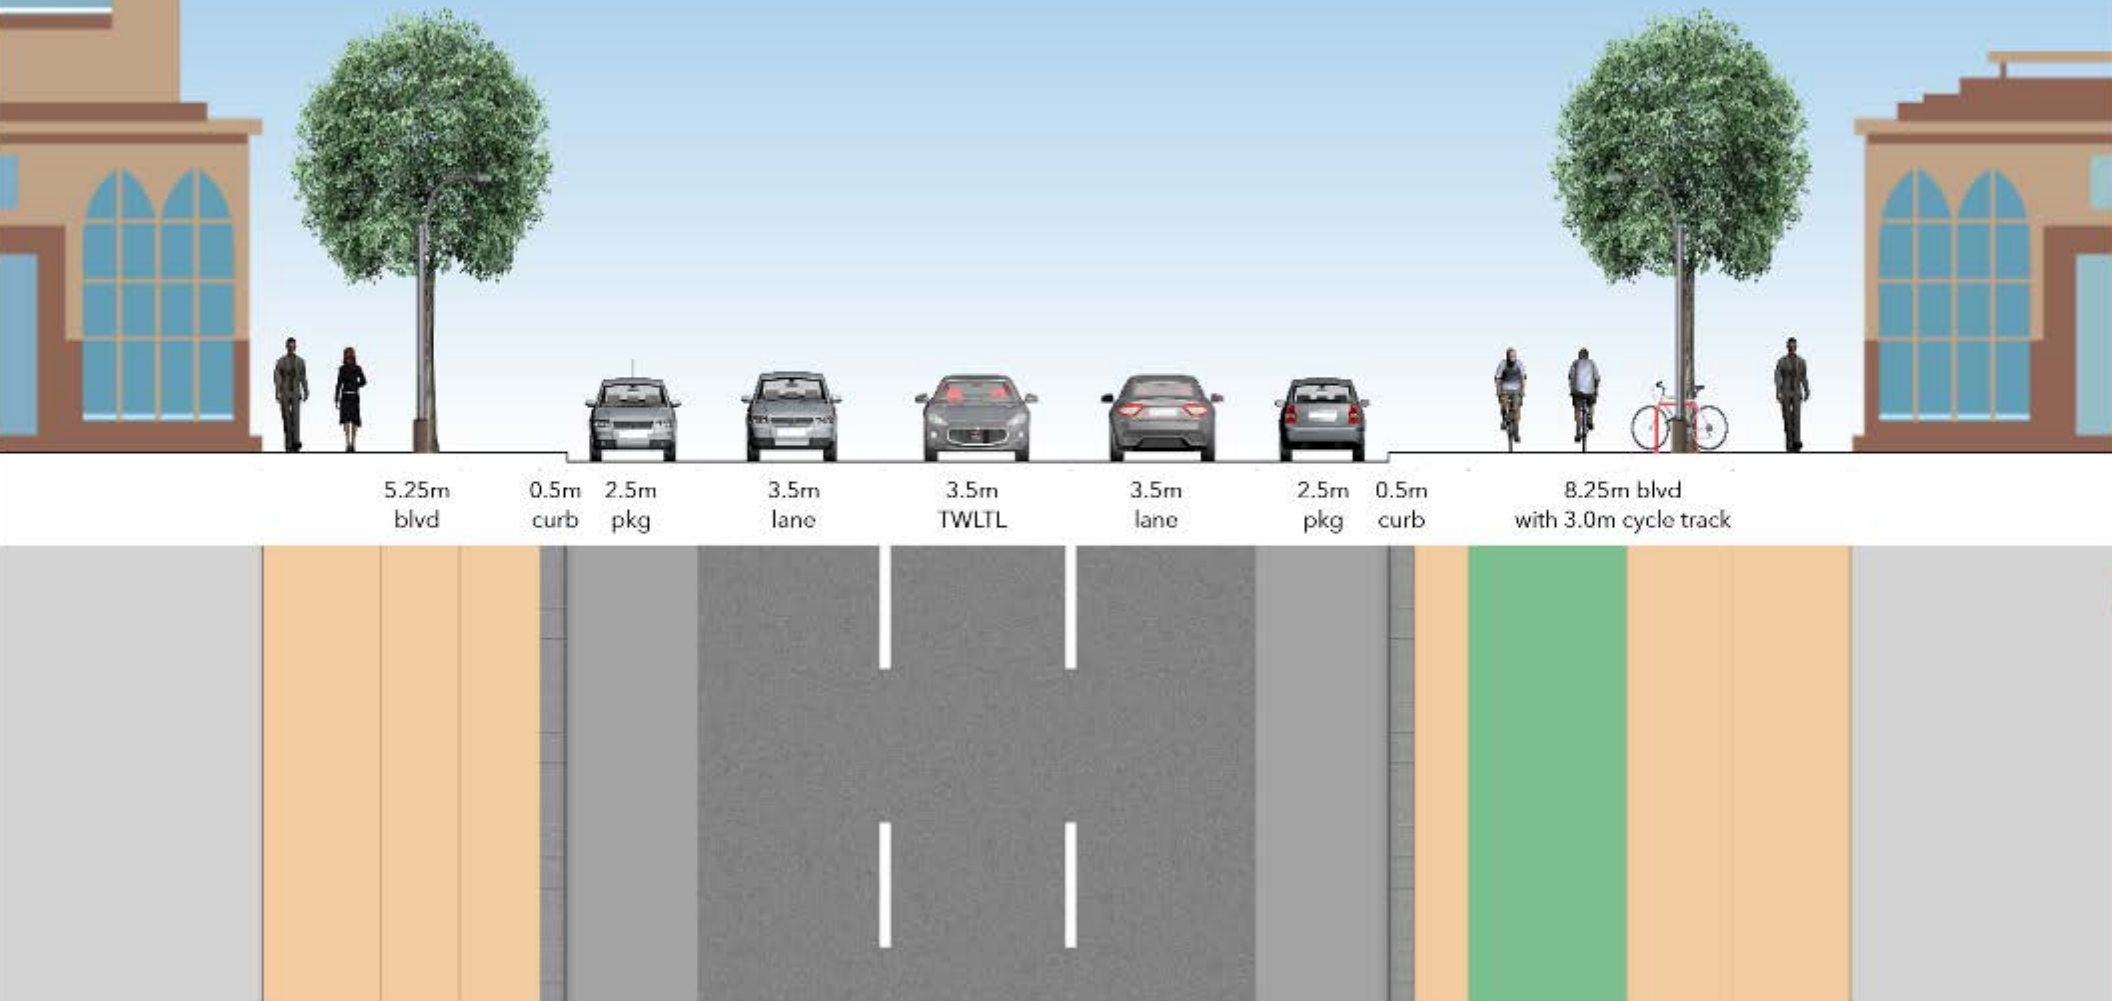 5.25m 0.5m 2.5m 3.5m 3.5m 3.5m 2.5m 0.5m 8.25m blvd
blvd curb pkg lane TWLTL lane pkg curb with 3.0m cycle track